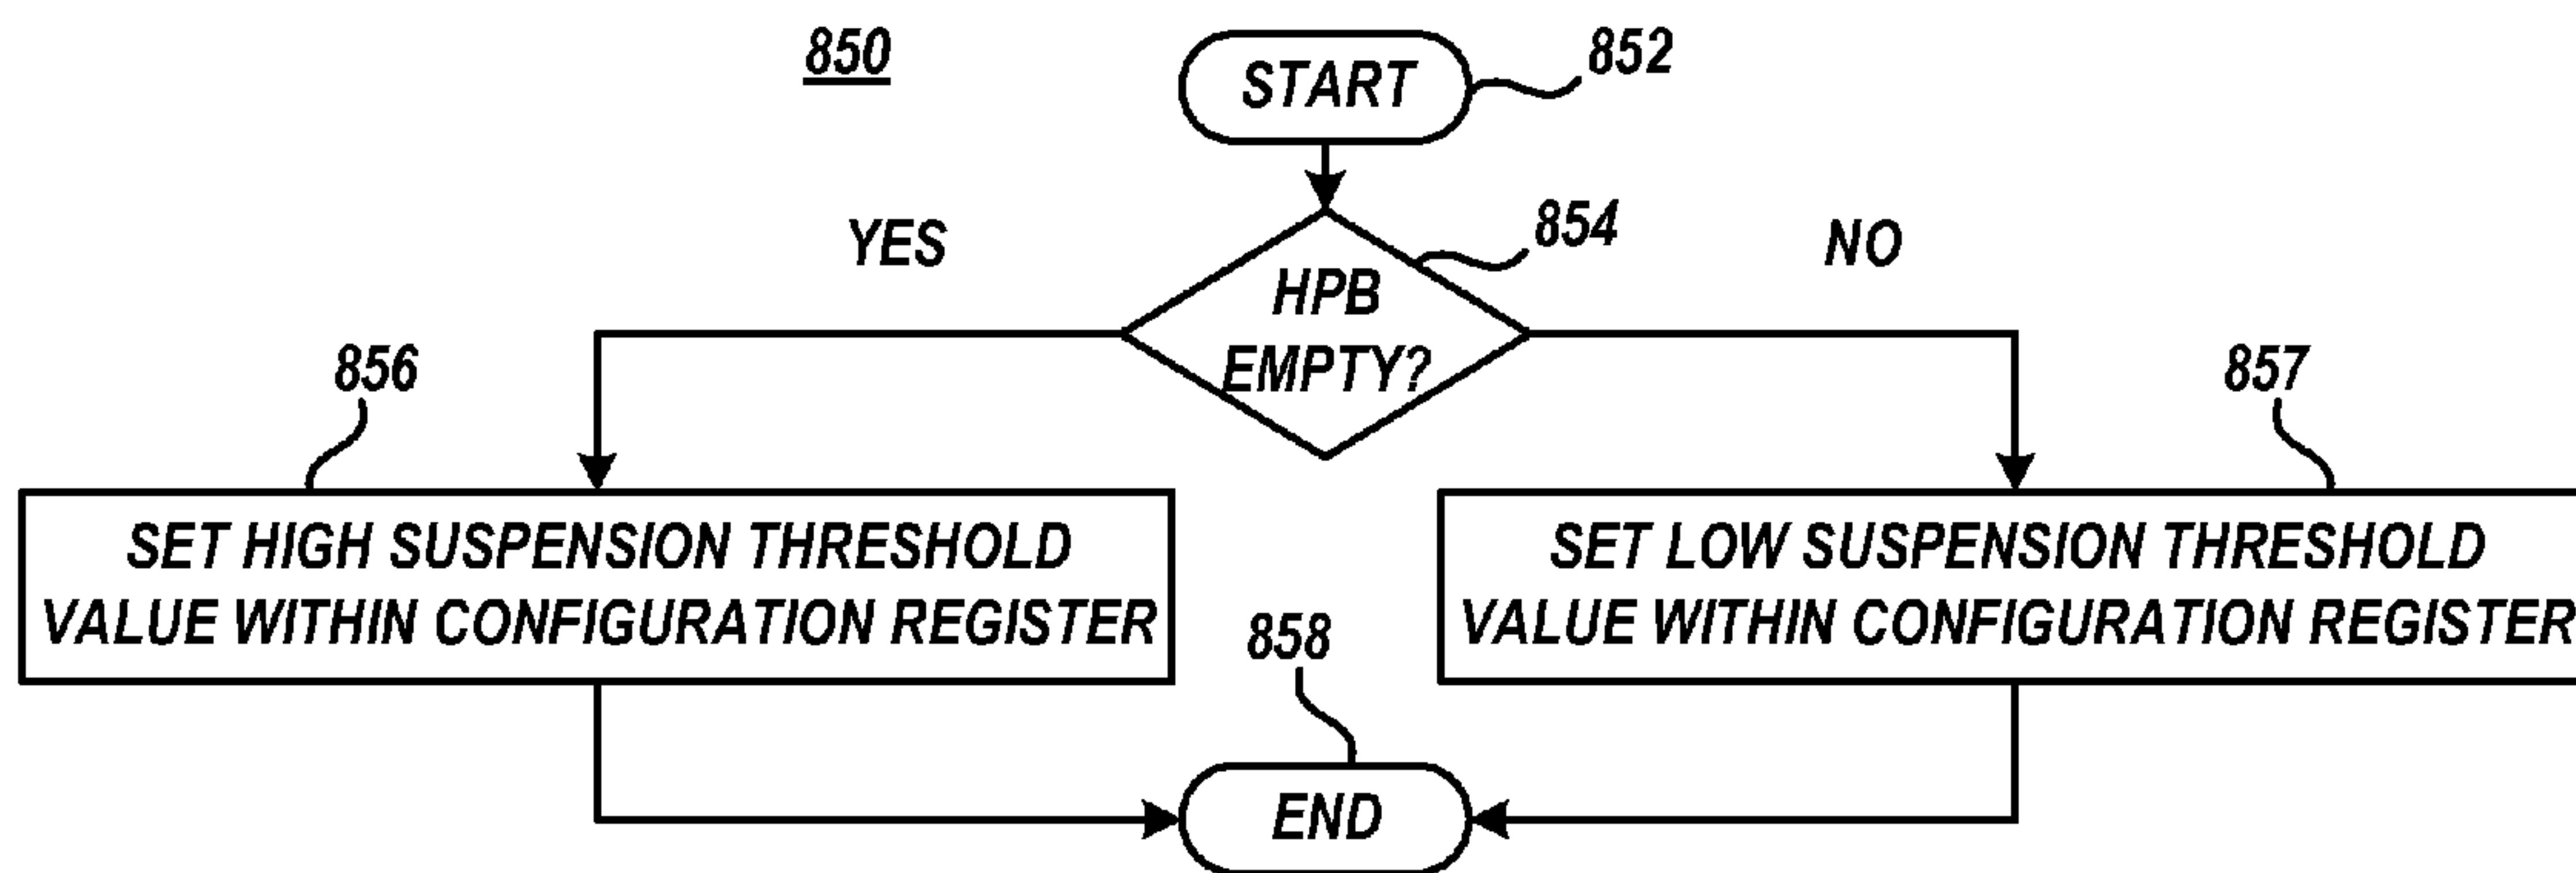 850
START
852
YES
854
NO
HPB
EMPTY?
856
857
SET HIGH SUSPENSION THRESHOLD
VALUE WITHIN CONFIGURATION REGISTER
SET LOW SUSPENSION THRESHOLD
VALUE WITHIN CONFIGURATION REGISTER
858
END